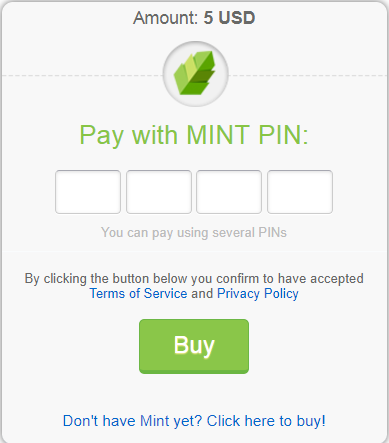 Amount: 5 USD
Pay with MINT PIN:
You can pay using several PINs
By clicking the button below you confirm to have accepted
Terms of Service and Privacy Policy
Buy
Don't have Mint yet? Click here to buy!